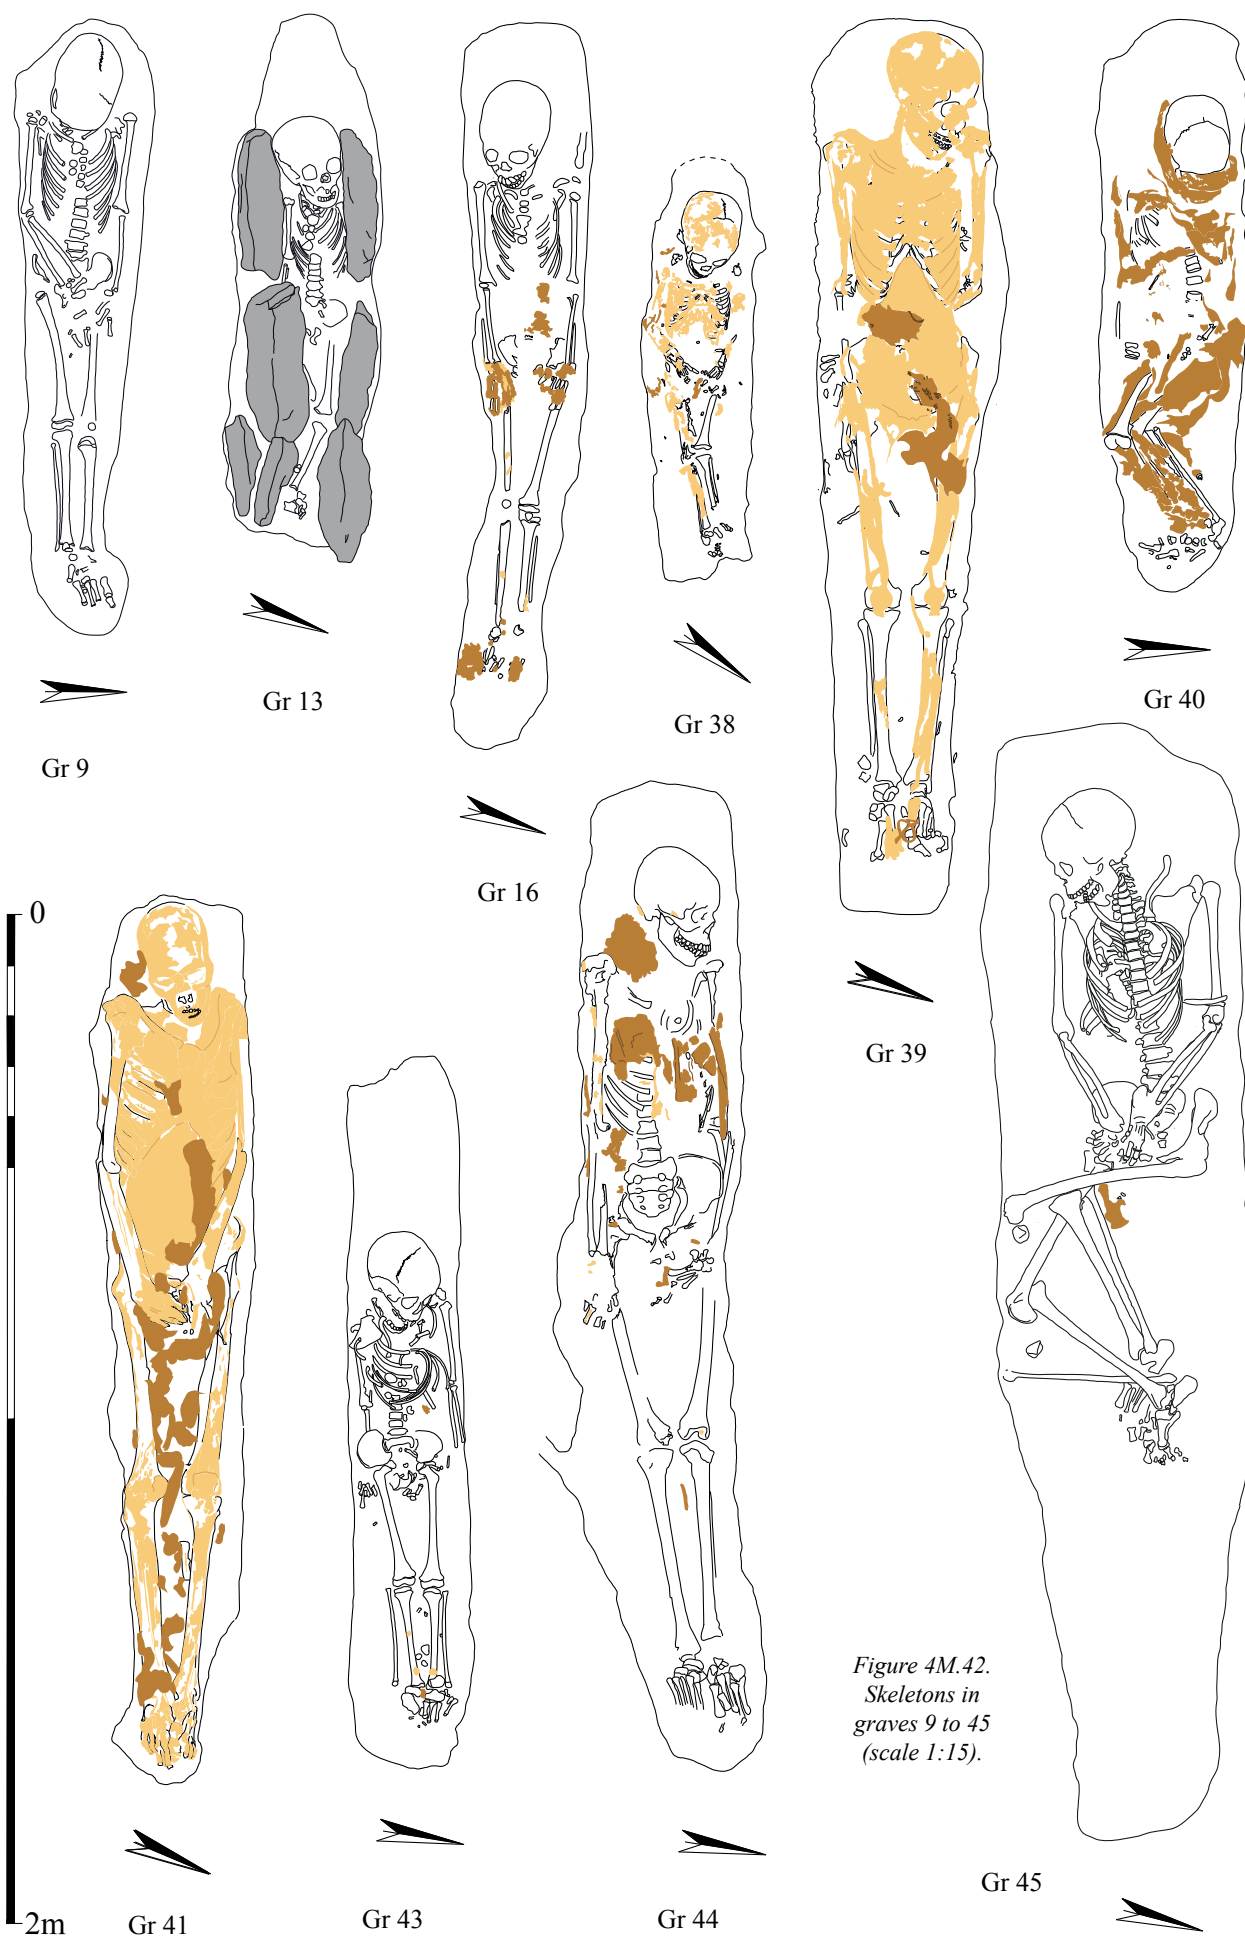 Gr 9
Gr 13
Gr 16
Gr 38
Gr 39
Gr 40
0
2m
Gr 41
Gr 43
Gr 44
Gr 45
Figure 4M.42.
Skeletons in
graves 9 to 45
(scale 1:15).